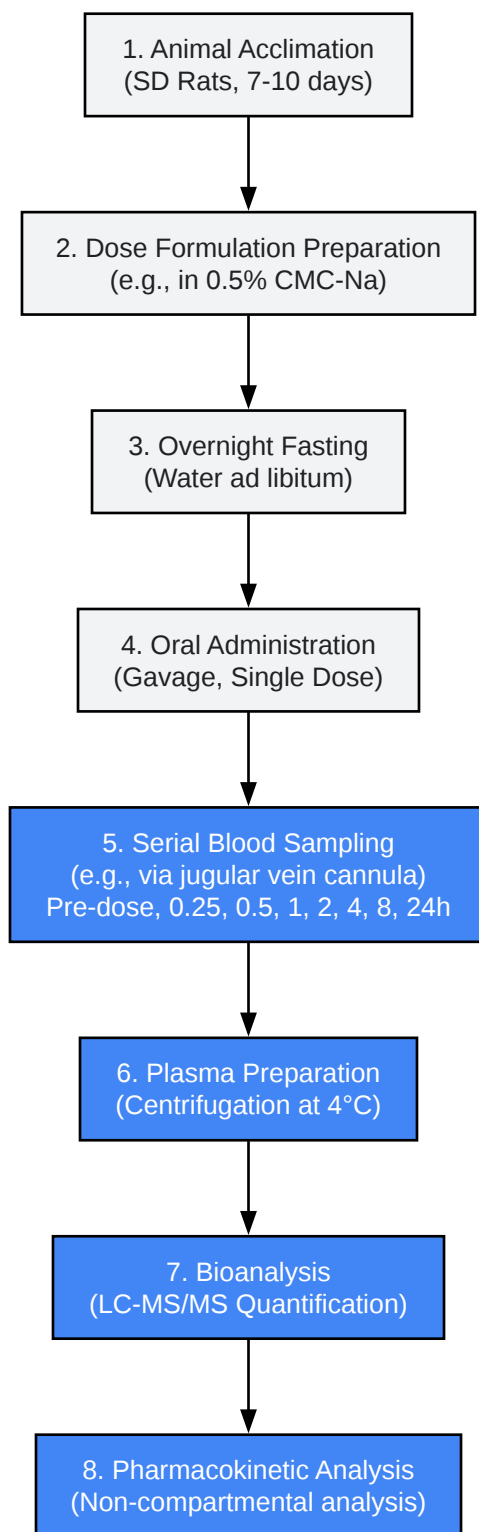 1. Animal Acclimation
(SD Rats, 7-10 days)
2. Dose Formulation Preparation
(e.g., in 0.5% CMC-Na)
3. Overnight Fasting
(Water ad libitum)
4. Oral Administration
(Gavage, Single Dose)
5. Serial Blood Sampling
(e.g., via jugular vein cannula)
Pre-dose, 0.25, 0.5, 1, 2, 4, 8, 24h
6. Plasma Preparation
(Centrifugation at 4°C)
7. Bioanalysis
(LC-MS/MS Quantification)
8. Pharmacokinetic Analysis
(Non-compartmental analysis)